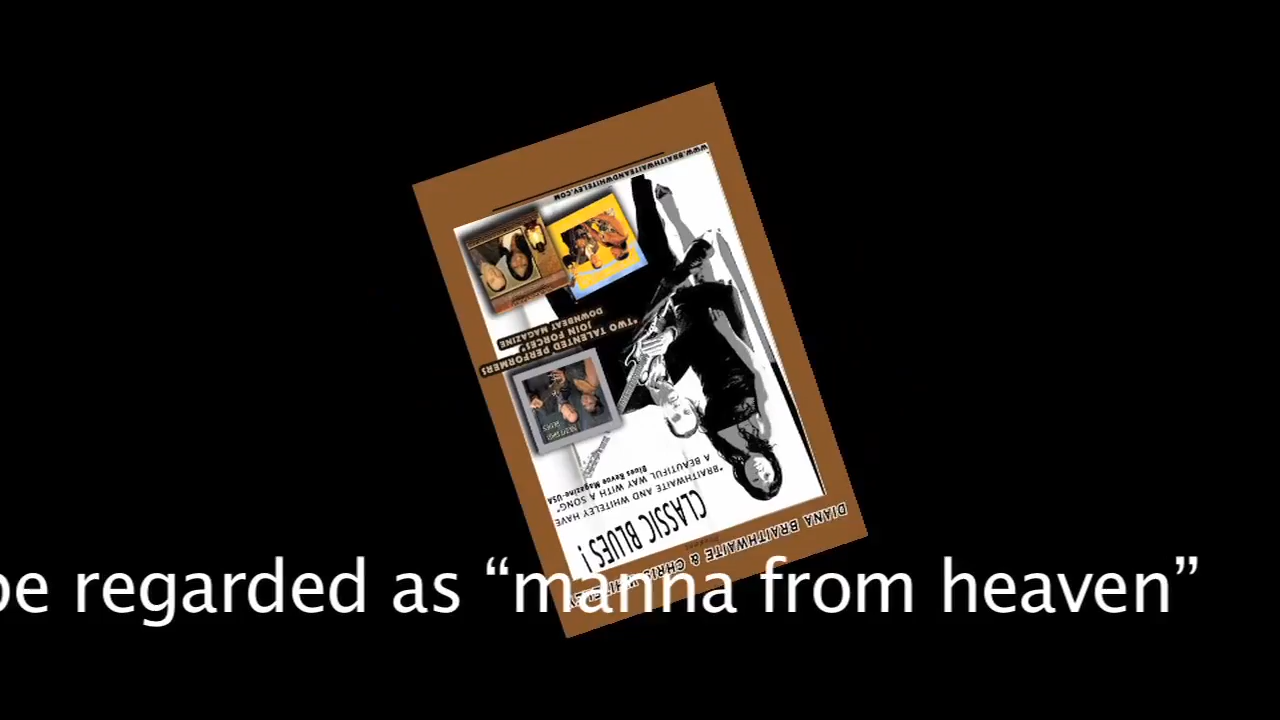 DIANA BRAITHWAITE & CHRIS WHITELEY
Present
CLASSIC BLUES !
"BRAITHWAITE AND WHITELEY HAVE
A BEAUTIFUL WAY WITH A SONG"
Blues Revue Magazine-USA
"TWO TALENTED PERFORMERS
JOIN FORCES"
DOWNBEAT MAGAZINE
WWW.BRAITHWAITEANDWHITELEY.COM
be regarded as “manna from heaven”